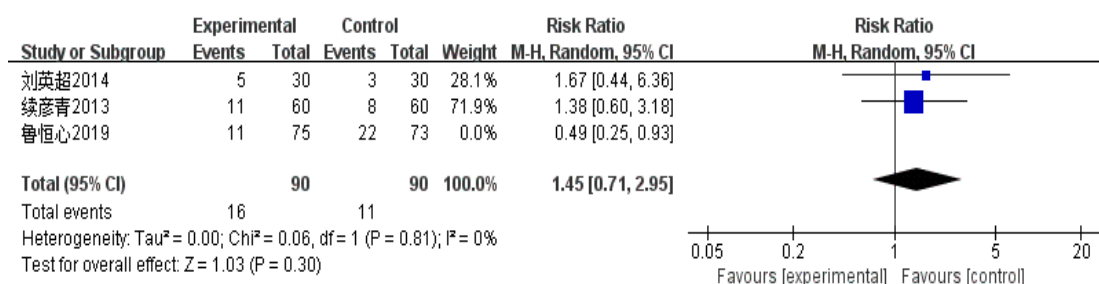 Experimental Control Risk Ratio Risk Ratio
Study or Subgroup Events Total Events Total Weight M-H, Random, 95% CI M-H, Random, 95% CI
刘英超2014 5 30 3 30 28.1% 1.67 [0.44, 6.36]
续彦青2013 11 60 8 60 71.9% 1.38 [0.60, 3.18]
鲁恒心2019 11 75 22 73 0.0% 0.49 [0.25, 0.93]
Total (95% CI) 90 90 100.0% 1.45 [0.71, 2.95]
Total events 16 11
Heterogeneity: Tau² = 0.00; Chi² = 0.06, df = 1 (P = 0.81); I² = 0%
Test for overall effect: Z = 1.03 (P = 0.30)
0.05 0.2 1 5 20
Favours [experimental] Favours [control]